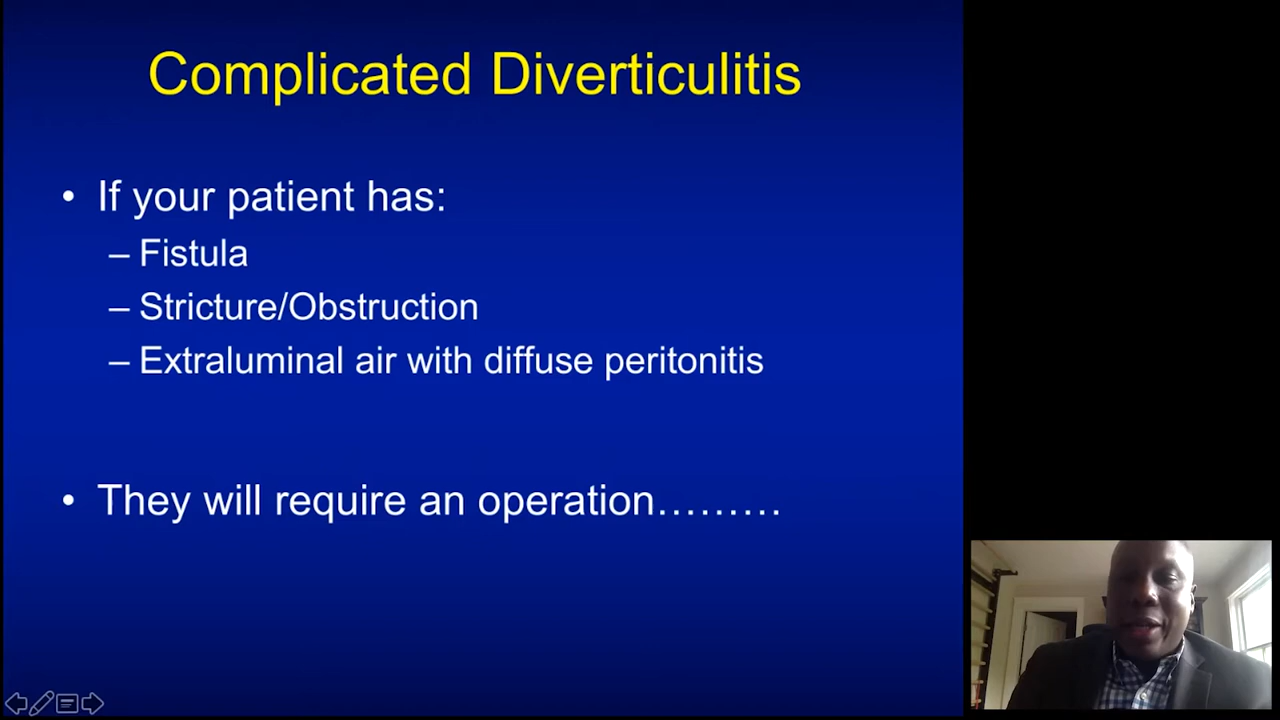 Complicated Diverticulitis
• If your patient has:
– Fistula
– Stricture/Obstruction
– Extraluminal air with diffuse peritonitis
• They will require an operation………